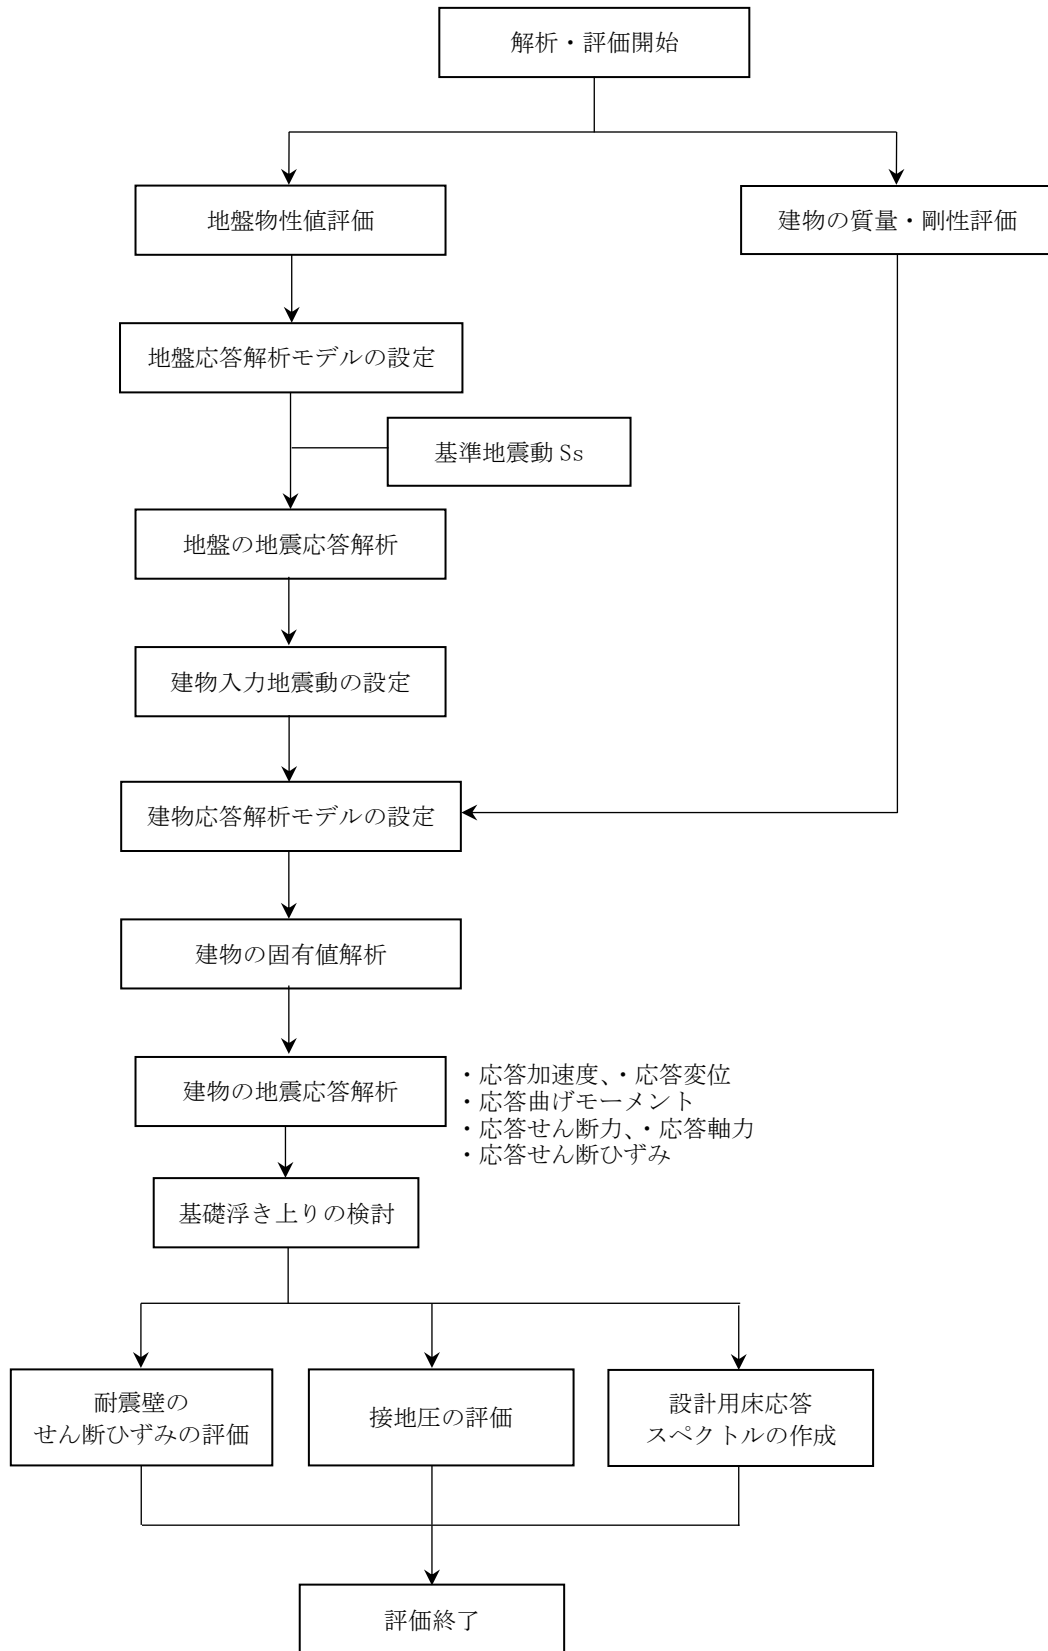 解析・評価開始
地盤物性値評価
建物の質量・剛性評価
地盤応答解析モデルの設定
基準地震動 Ss
地盤の地震応答解析
建物入力地震動の設定
建物応答解析モデルの設定
建物の固有値解析
建物の地震応答解析
・応答加速度、・応答変位
・応答曲げモーメント
・応答せん断力、・応答軸力
・応答せん断ひずみ
基礎浮き上りの検討
耐震壁の
せん断ひずみの評価
接地圧の評価
設計用床応答
スペクトルの作成
評価終了